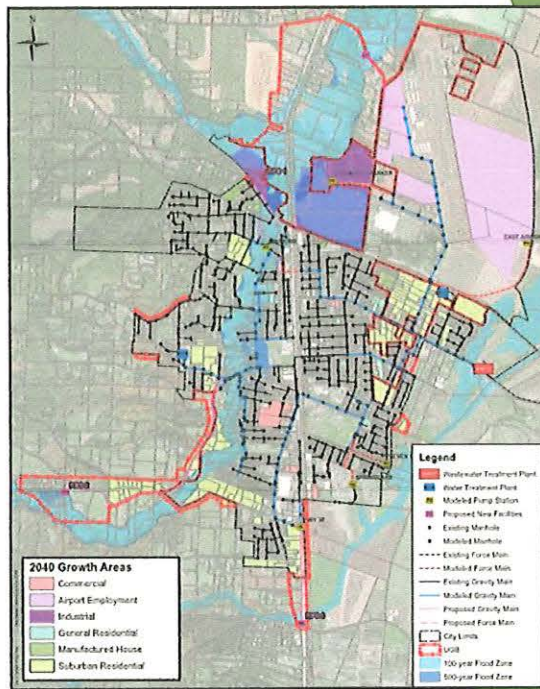 N
EAST AIRPORT
2040 Growth Areas
Commercial
Airport Employment
Industrial
General Residential
Manufactured House
Suburban Residential
Legend
Wastewater Treatment Plant
Water Treatment Plant
Modeled Pump Station
Proposed New Facilities
Existing Manhole
Modeled Manhole
Existing Force Main
Modeled Force Main
Existing Gravity Main
Modeled Gravity Main
Proposed Gravity Main
Proposed Force Main
City Limits
UGB
100-year Flood Zone
500-year Flood Zone